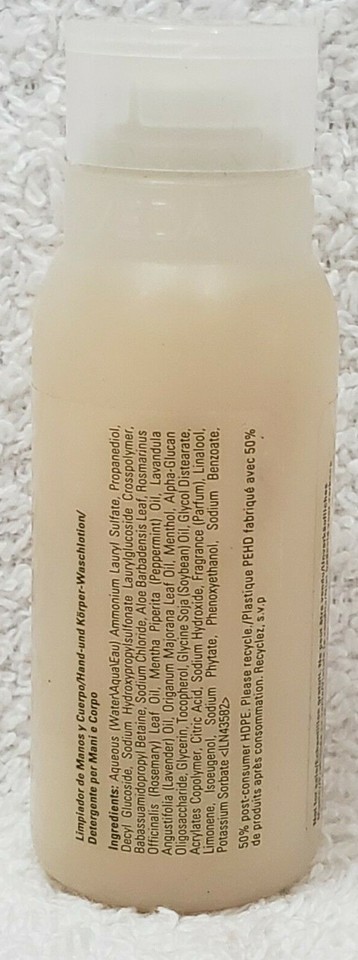 Limpiador de Manos y Cuerpo/Hand-und Körper-Waschlotion/
Detergente per Mani e Corpo
Ingredients: Aqueous (Water\Aqua\Eau) Ammonium Lauryl Sulfate, Propanediol,
Decyl Glucoside, Sodium Hydroxypropylsulfonate Laurylglucoside Crosspolymer,
Babassuamidopropyl Betaine, Sodium Chloride, Aloe Barbadensis Leaf, Rosmarinus
Officinalis (Rosemary) Leaf Oil, Mentha Piperita (Peppermint) Oil, Lavandula
Angustifolia (Lavender) Oil, Origanum Majorana Leaf Oil, Menthol, Alpha-Glucan
Oligosaccharide, Glycerin, Tocopherol, Glycine Soja (Soybean) Oil, Glycol Distearate,
Acrylates Copolymer, Citric Acid, Sodium Hydroxide, Fragrance (Parfum), Linalool,
Limonene, Isoeugenol, Sodium Phytate, Phenoxyethanol, Sodium Benzoate,
Potassium Sorbate <ILN43582>
50% post-consumer HDPE. Please recycle./Plastique PEHD fabriqué avec 50%
de produits après consommation. Recyclez, s.v.p